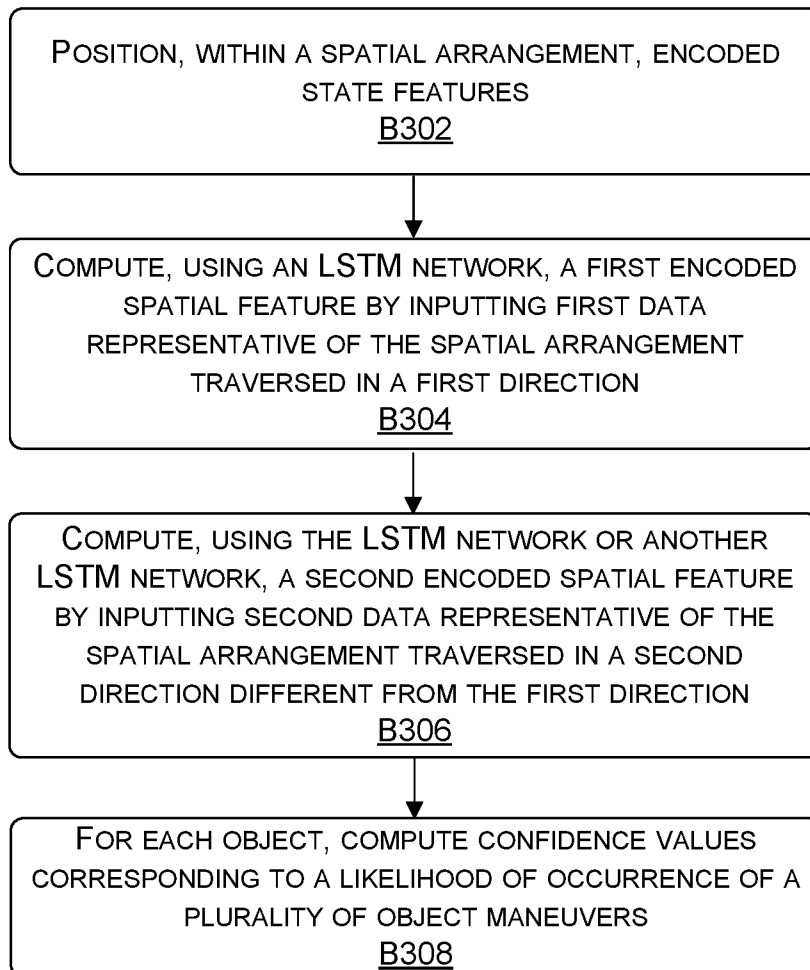 POSITION, WITHIN A SPATIAL ARRANGEMENT, ENCODED
STATE FEATURES
B302
COMPUTE, USING AN LSTM NETWORK, A FIRST ENCODED
SPATIAL FEATURE BY INPUTTING FIRST DATA
REPRESENTATIVE OF THE SPATIAL ARRANGEMENT
TRAVERSED IN A FIRST DIRECTION
B304
COMPUTE, USING THE LSTM NETWORK OR ANOTHER
LSTM NETWORK, A SECOND ENCODED SPATIAL FEATURE
BY INPUTTING SECOND DATA REPRESENTATIVE OF THE
SPATIAL ARRANGEMENT TRAVERSED IN A SECOND
DIRECTION DIFFERENT FROM THE FIRST DIRECTION
B306
FOR EACH OBJECT, COMPUTE CONFIDENCE VALUES
CORRESPONDING TO A LIKELIHOOD OF OCCURRENCE OF A
PLURALITY OF OBJECT MANEUVERS
B308